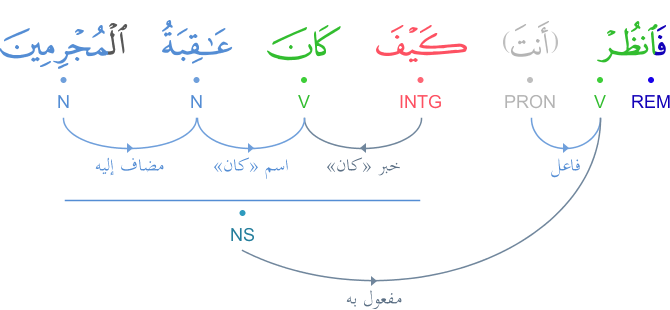 فَٱنظُرْ (أَنتَ) كَيْفَ كَانَ عَـٰقِبَةُ ٱلْمُجْرِمِينَ
REM V PRON INTG V N N
فاعل خبر «كان» اسم «كان» مضاف إليه
NS
مفعول به